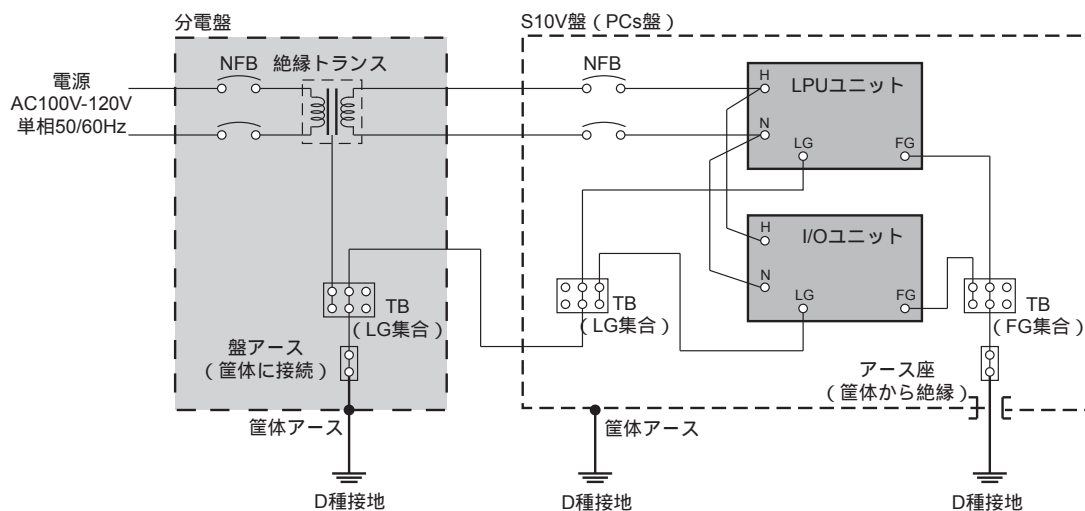 分電盤
S10V盤（PCs盤）
NFB
絶縁トランス
NFB
電源
AC100V-120V
単相50/60Hz
H
LPUユニット
N
LG
FG
H
I/Oユニット
N
LG
FG
TB
（LG集合）
TB
（LG集合）
TB
（FG集合）
盤アース
（筐体に接続）
アース座
（筐体から絶縁）
筐体アース
筐体アース
D種接地
D種接地
D種接地